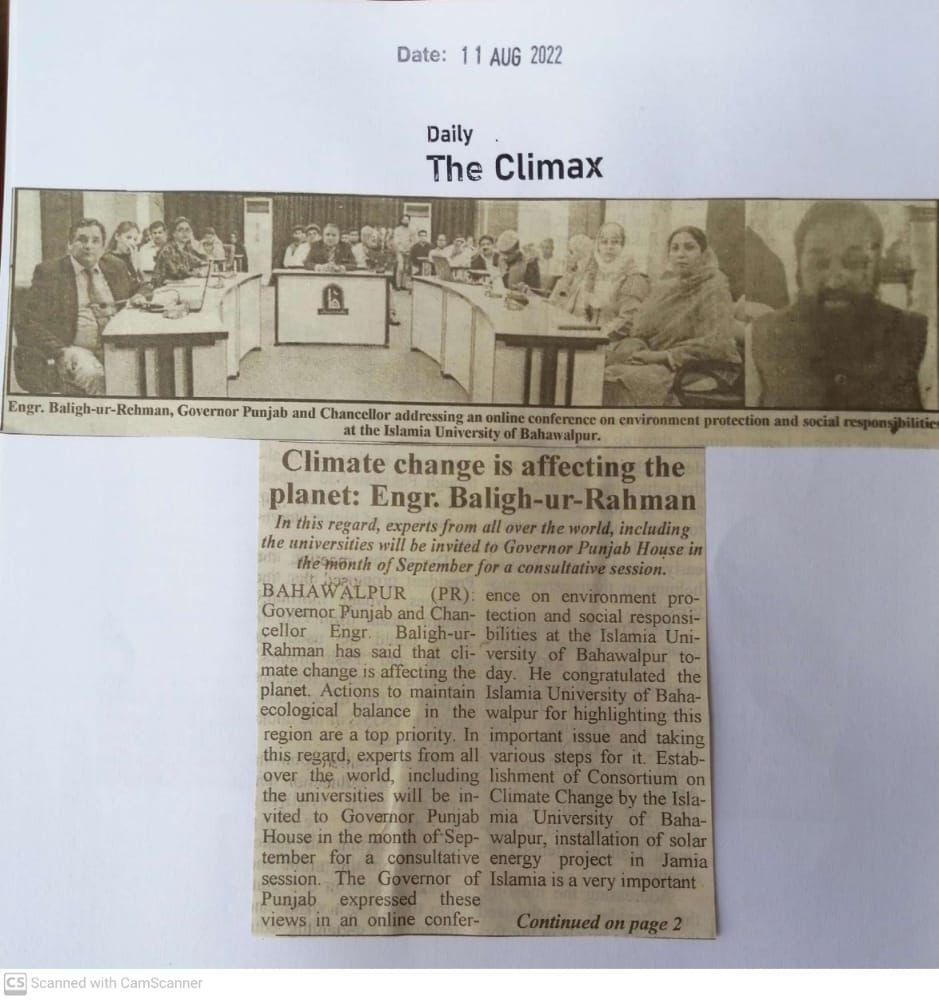 Date: 11 AUG 2022
Daily
The Climax
Engr. Baligh-ur-Rehman, Governor Punjab and Chancellor addressing an online conference on environment protection and social responsibilities
at the Islamia University of Bahawalpur.
Climate change is affecting the
planet: Engr. Baligh-ur-Rahman
In this regard, experts from all over the world, including
the universities will be invited to Governor Punjab House in
the month of September for a consultative session.
BAHAWALPUR (PR):
Governor Punjab and Chan-
cellor Engr. Baligh-ur-
Rahman has said that cli-
mate change is affecting the
planet. Actions to maintain
ecological balance in the
region are a top priority. In
this regard, experts from all
over the world, including
the universities will be in-
vited to Governor Punjab
House in the month of Sep-
tember for a consultative
session. The Governor of
Punjab expressed these
views in an online confer-
ence on environment pro-
tection and social responsi-
bilities at the Islamia Uni-
versity of Bahawalpur to-
day. He congratulated the
Islamia University of Baha-
walpur for highlighting this
important issue and taking
various steps for it. Estab-
lishment of Consortium on
Climate Change by the Isla-
mia University of Baha-
walpur, installation of solar
energy project in Jamia
Islamia is a very important
Continued on page 2
CS Scanned with CamScanner